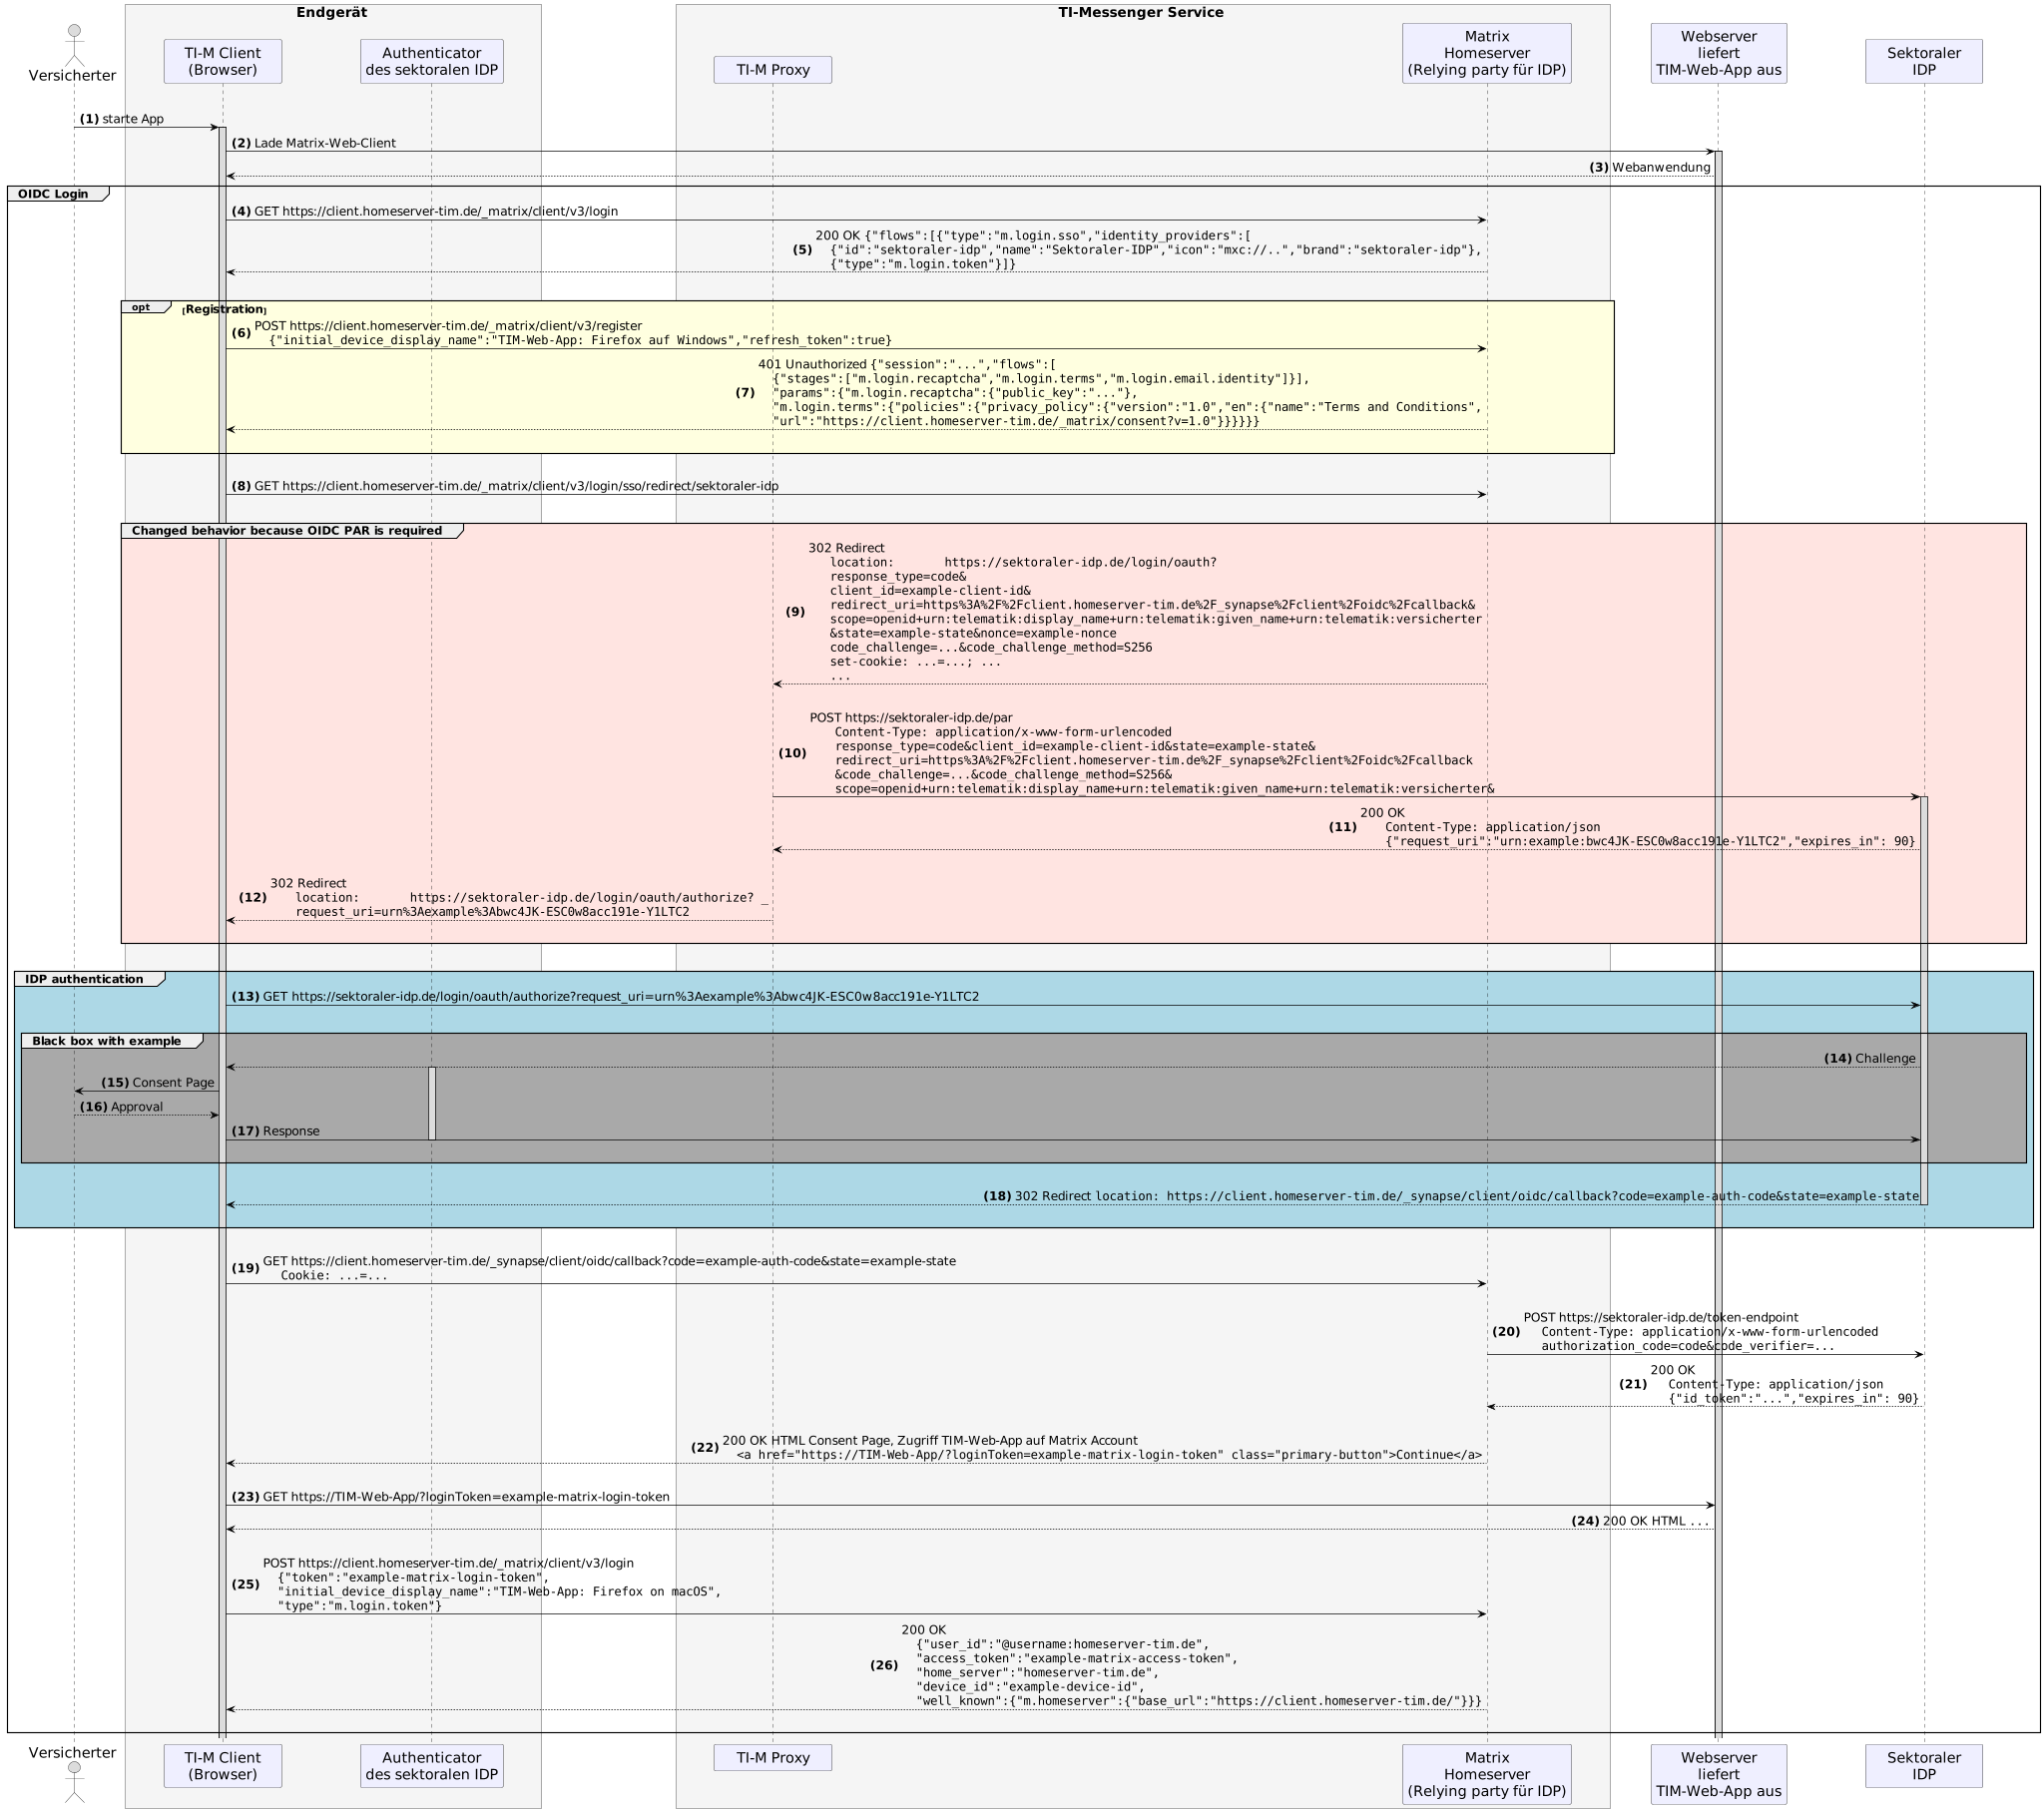 Endgerät
TI-Messenger Service
Versicherter
TI-M Client
(Browser)
Authenticator
des sektoralen IDP
TI-M Proxy
Matrix
Homeserver
(Relying party für IDP)
Webserver
liefert
TIM-Web-App aus
Sektoraler
IDP
(1) starte App
(2) Lade Matrix-Web-Client
(3) Webanwendung
OIDC Login
(4) GET https://client.homeserver-tim.de/_matrix/client/v3/login
(5) 200 OK {"flows":[{"type":"m.login.sso","identity_providers":[
{"id":"sektoraler-idp","name":"Sektoraler-IDP","icon":"mxc://..","brand":"sektoraler-idp"},
{"type":"m.login.token"}]}
opt [Registration]
(6) POST https://client.homeserver-tim.de/_matrix/client/v3/register
{"initial_device_display_name":"TIM-Web-App: Firefox auf Windows","refresh_token":true}
(7) 401 Unauthorized {"session":"...","flows":[
{"stages":["m.login.recaptcha","m.login.terms","m.login.email.identity"]}],
"params":{"m.login.recaptcha":{"public_key":"..."},
"m.login.terms":{"policies":{"privacy_policy":{"version":"1.0","en":{"name":"Terms and Conditions",
"url":"https://client.homeserver-tim.de/_matrix/consent?v=1.0"}}}}}}
(8) GET https://client.homeserver-tim.de/_matrix/client/v3/login/sso/redirect/sektoraler-idp
Changed behavior because OIDC PAR is required
(9) 302 Redirect
location: https://sektoraler-idp.de/login/oauth?
response_type=code&
client_id=example-client-id&
redirect_uri=https%3A%2F%2Fclient.homeserver-tim.de%2F_synapse%2Fclient%2Foidc%2Fcallback&
scope=openid+urn:telematik:display_name+urn:telematik:given_name+urn:telematik:versicherter
&state=example-state&nonce=example-nonce
code_challenge=...&code_challenge_method=S256
set-cookie: ...=...; ...
...
(10) POST https://sektoraler-idp.de/par
Content-Type: application/x-www-form-urlencoded
response_type=code&client_id=example-client-id&state=example-state&
redirect_uri=https%3A%2F%2Fclient.homeserver-tim.de%2F_synapse%2Fclient%2Foidc%2Fcallback
&code_challenge=...&code_challenge_method=S256&
scope=openid+urn:telematik:display_name+urn:telematik:given_name+urn:telematik:versicherter&
(11) 200 OK
Content-Type: application/json
{"request_uri":"urn:example:bwc4JK-ESC0w8acc191e-Y1LTC2","expires_in": 90}
(12) 302 Redirect
location: https://sektoraler-idp.de/login/oauth/authorize? _
request_uri=urn%3Aexample%3Abwc4JK-ESC0w8acc191e-Y1LTC2
IDP authentication
(13) GET https://sektoraler-idp.de/login/oauth/authorize?request_uri=urn%3Aexample%3Abwc4JK-ESC0w8acc191e-Y1LTC2
Black box with example
(14) Challenge
(15) Consent Page
(16) Approval
(17) Response
(18) 302 Redirect location: https://client.homeserver-tim.de/_synapse/client/oidc/callback?code=example-auth-code&state=example-state
(19) GET https://client.homeserver-tim.de/_synapse/client/oidc/callback?code=example-auth-code&state=example-state
Cookie: ...=...
(20) POST https://sektoraler-idp.de/token-endpoint
Content-Type: application/x-www-form-urlencoded
authorization_code=code&code_verifier=...
(21) 200 OK
Content-Type: application/json
{"id_token":"...","expires_in": 90}
(22) 200 OK HTML Consent Page, Zugriff TIM-Web-App auf Matrix Account
<a href="https://TIM-Web-App/?loginToken=example-matrix-login-token" class="primary-button">Continue</a>
(23) GET https://TIM-Web-App/?loginToken=example-matrix-login-token
(24) 200 OK HTML ...
(25) POST https://client.homeserver-tim.de/_matrix/client/v3/login
{"token":"example-matrix-login-token",
"initial_device_display_name":"TIM-Web-App: Firefox on macOS",
"type":"m.login.token"}
(26) 200 OK
{"user_id":"@username:homeserver-tim.de",
"access_token":"example-matrix-access-token",
"home_server":"homeserver-tim.de",
"device_id":"example-device-id",
"well_known":{"m.homeserver":{"base_url":"https://client.homeserver-tim.de/"}}}
Versicherter
TI-M Client
(Browser)
Authenticator
des sektoralen IDP
TI-M Proxy
Matrix
Homeserver
(Relying party für IDP)
Webserver
liefert
TIM-Web-App aus
Sektoraler
IDP